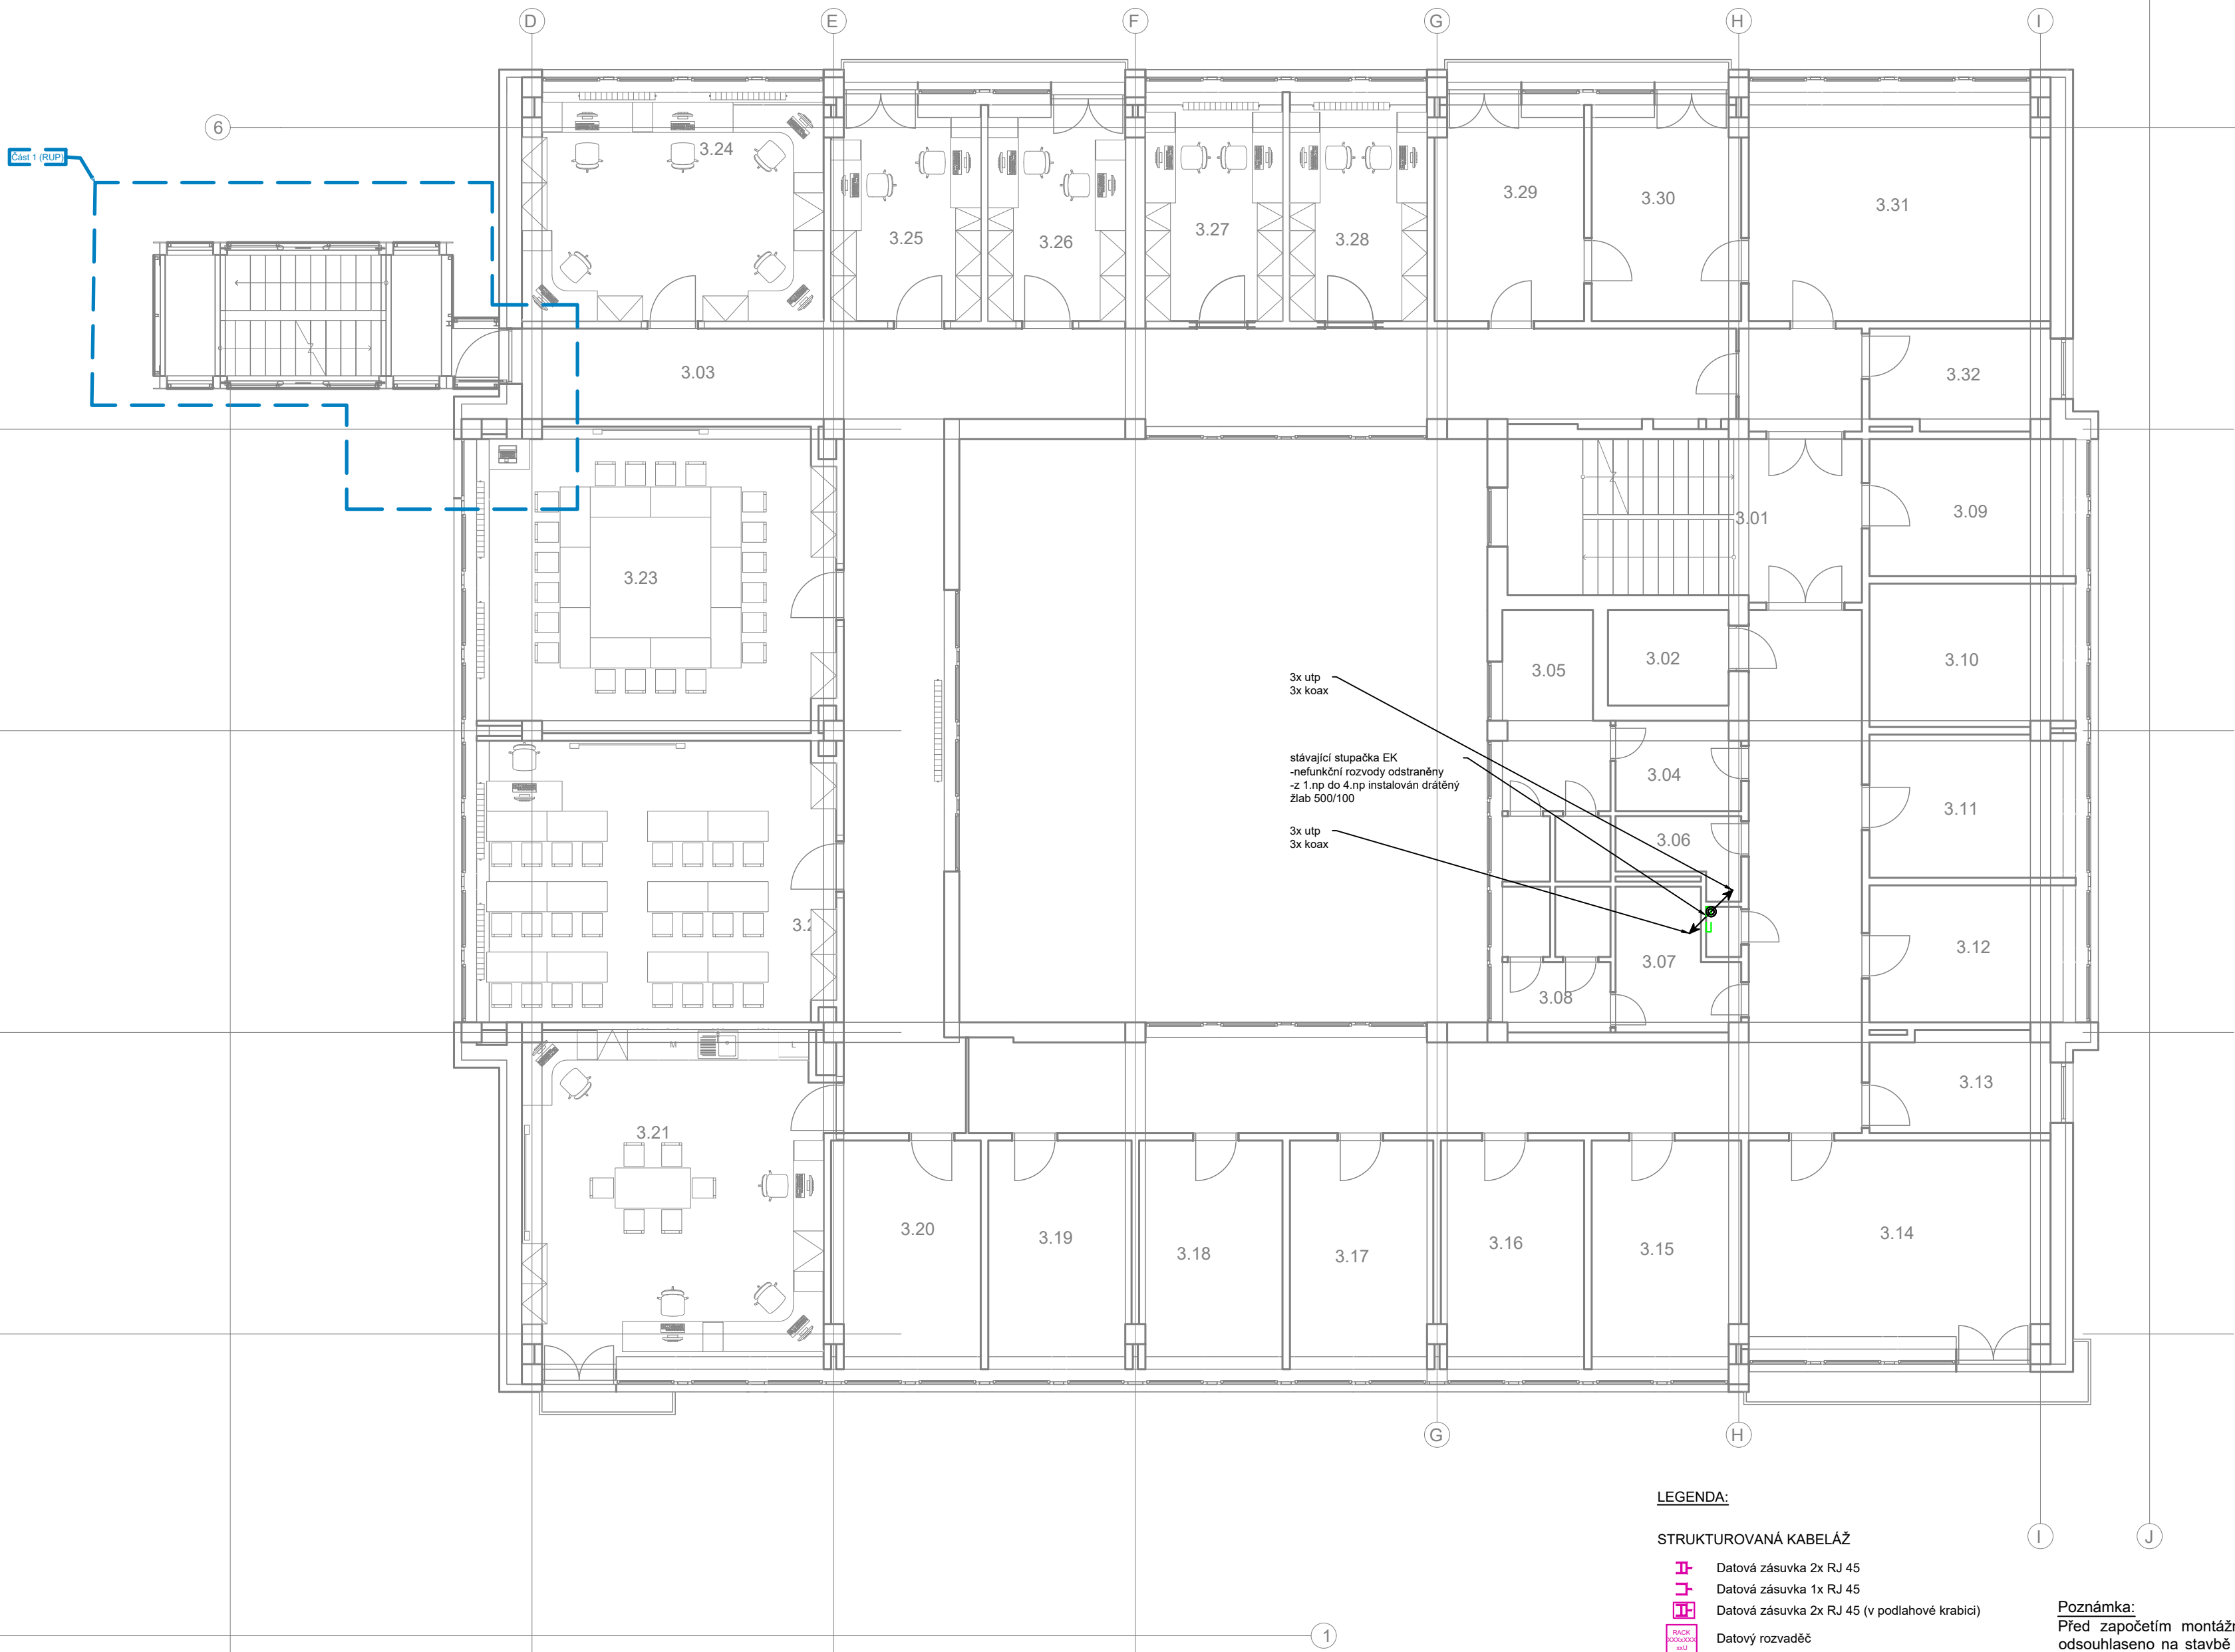 D
E
F
G
H
I
6
Část 1 (RUP)
3.24
3.25
3.26
3.27
3.28
3.29
3.30
3.31
3.03
3.32
3.23
3.01
3.09
3.05
3.02
3.10
3x utp
3x koax
stávající stupačka EK
-nefunkční rozvody odstraněny
-z 1.np do 4.np instalován drátěný
žlab 500/100
3x utp
3x koax
3.04
3.06
3.11
3.07
3.08
3.12
M
L
3.13
3.21
3.20
3.19
3.18
3.17
3.16
3.15
3.14
G
H
I
J
1
LEGENDA:
STRUKTUROVANÁ KABELÁŽ
Datová zásuvka 2x RJ 45
Datová zásuvka 1x RJ 45
Datová zásuvka 2x RJ 45 (v podlahové krabici)
RACK
XXXxXXX
xxU
Datový rozvaděč
Poznámka:
Před započetím
odsouhlaseno na stavbě